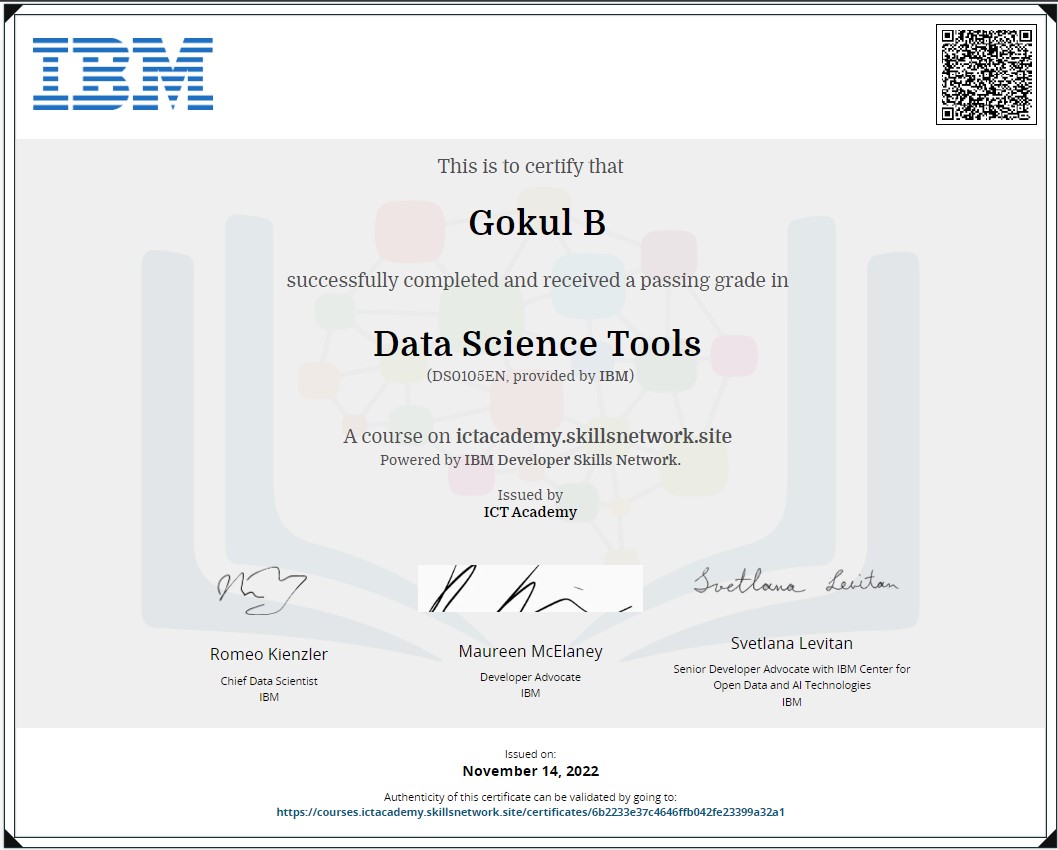 IBM
This is to certify that
Gokul B
successfully completed and received a passing grade in
Data Science Tools
(DS0105EN, provided by IBM)
A course on ictacademy.skillsnetwork.site
Powered by IBM Developer Skills Network.
Issued by
ICT Academy
Svetlana Levitan
Romeo Kienzler
Chief Data Scientist
IBM
Maureen McElaney
Developer Advocate
IBM
Svetlana Levitan
Senior Developer Advocate with IBM Center for
Open Data and AI Technologies
IBM
Issued on:
November 14, 2022
Authenticity of this certificate can be validated by going to:
https://courses.ictacademy.skillsnetwork.site/certificates/6b2233e37c4646ffb042fe23399a32a1